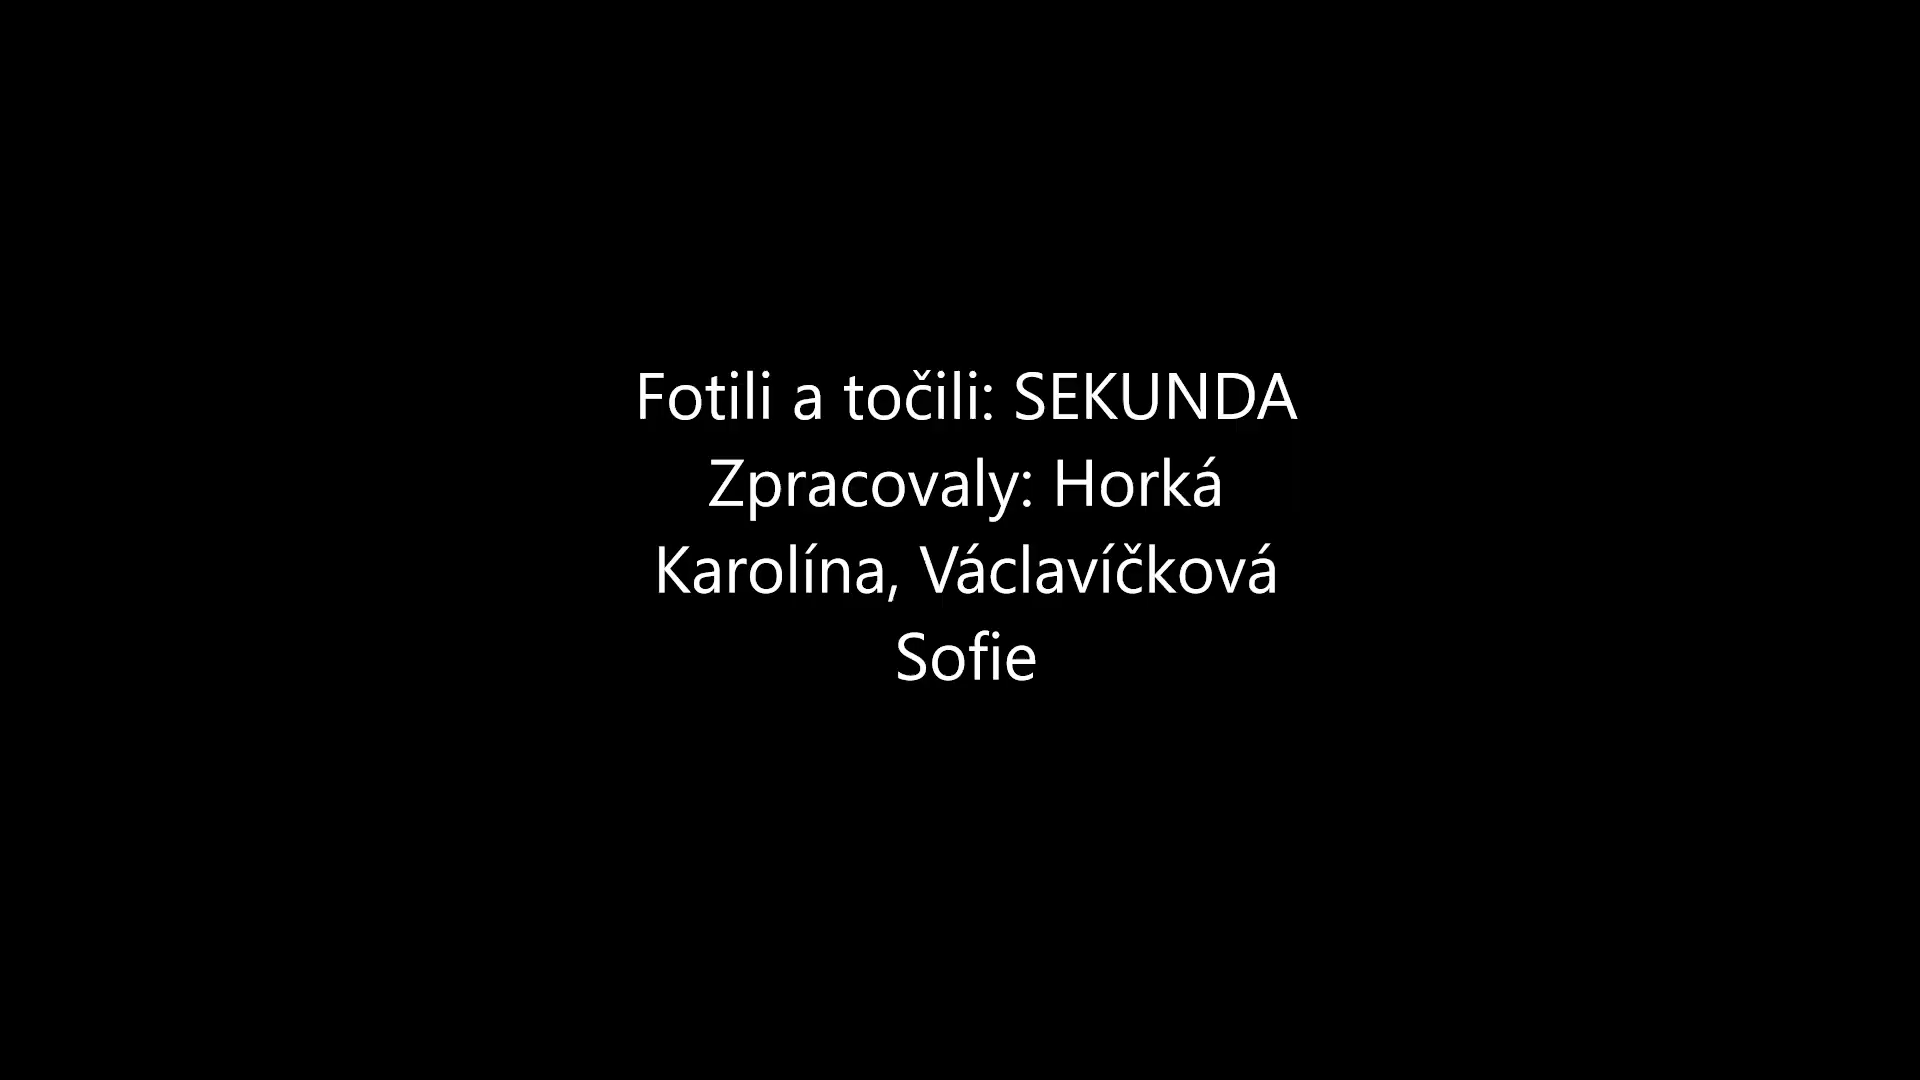 Fotili a točili: SEKUNDA
Zpracovaly: Horká
Karolína, Václavíčková
Sofie